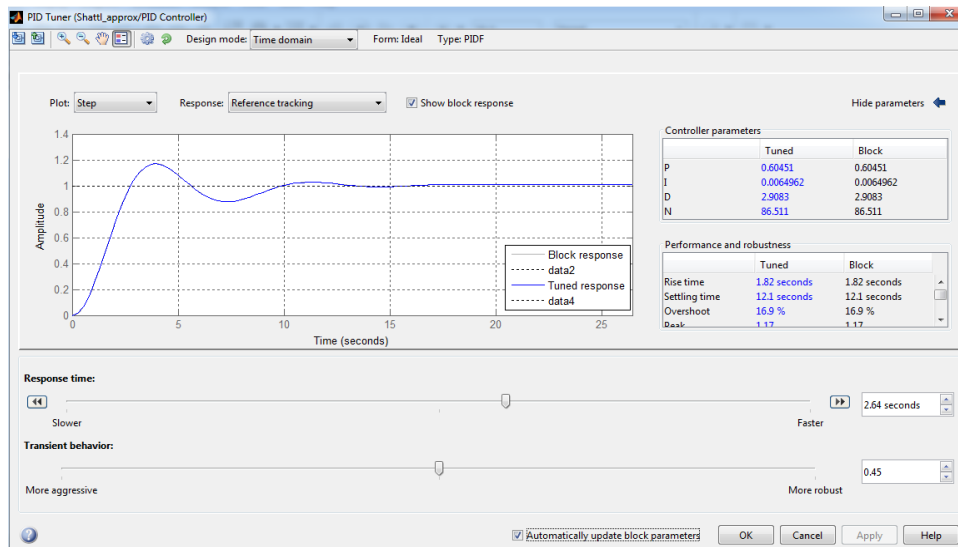 PID Tuner (Shattl_approx/PID Controller)
Design mode: Time domain Form: Ideal Type: PIDF
Plot: Step Response: Reference tracking Show block response Hide parameters
1.4
1.2
1
0.8
0.6
0.4
0.2
0
Amplitude
0 5 10 15 20 25
Time (seconds)
Block response
data2
Tuned response
data4
Controller parameters
Tuned Block
P 0.60451 0.60451
I 0.0064962 0.0064962
D 2.9083 2.9083
N 86.511 86.511
Performance and robustness
Tuned Block
Rise time 1.82 seconds 1.82 seconds
Settling time 12.1 seconds 12.1 seconds
Overshoot 16.9 % 16.9 %
Peak 1.17 1.17
Response time:
Slower Faster 2.64 seconds
Transient behavior:
More aggressive More robust 0.45
Automatically update block parameters OK Cancel Apply Help